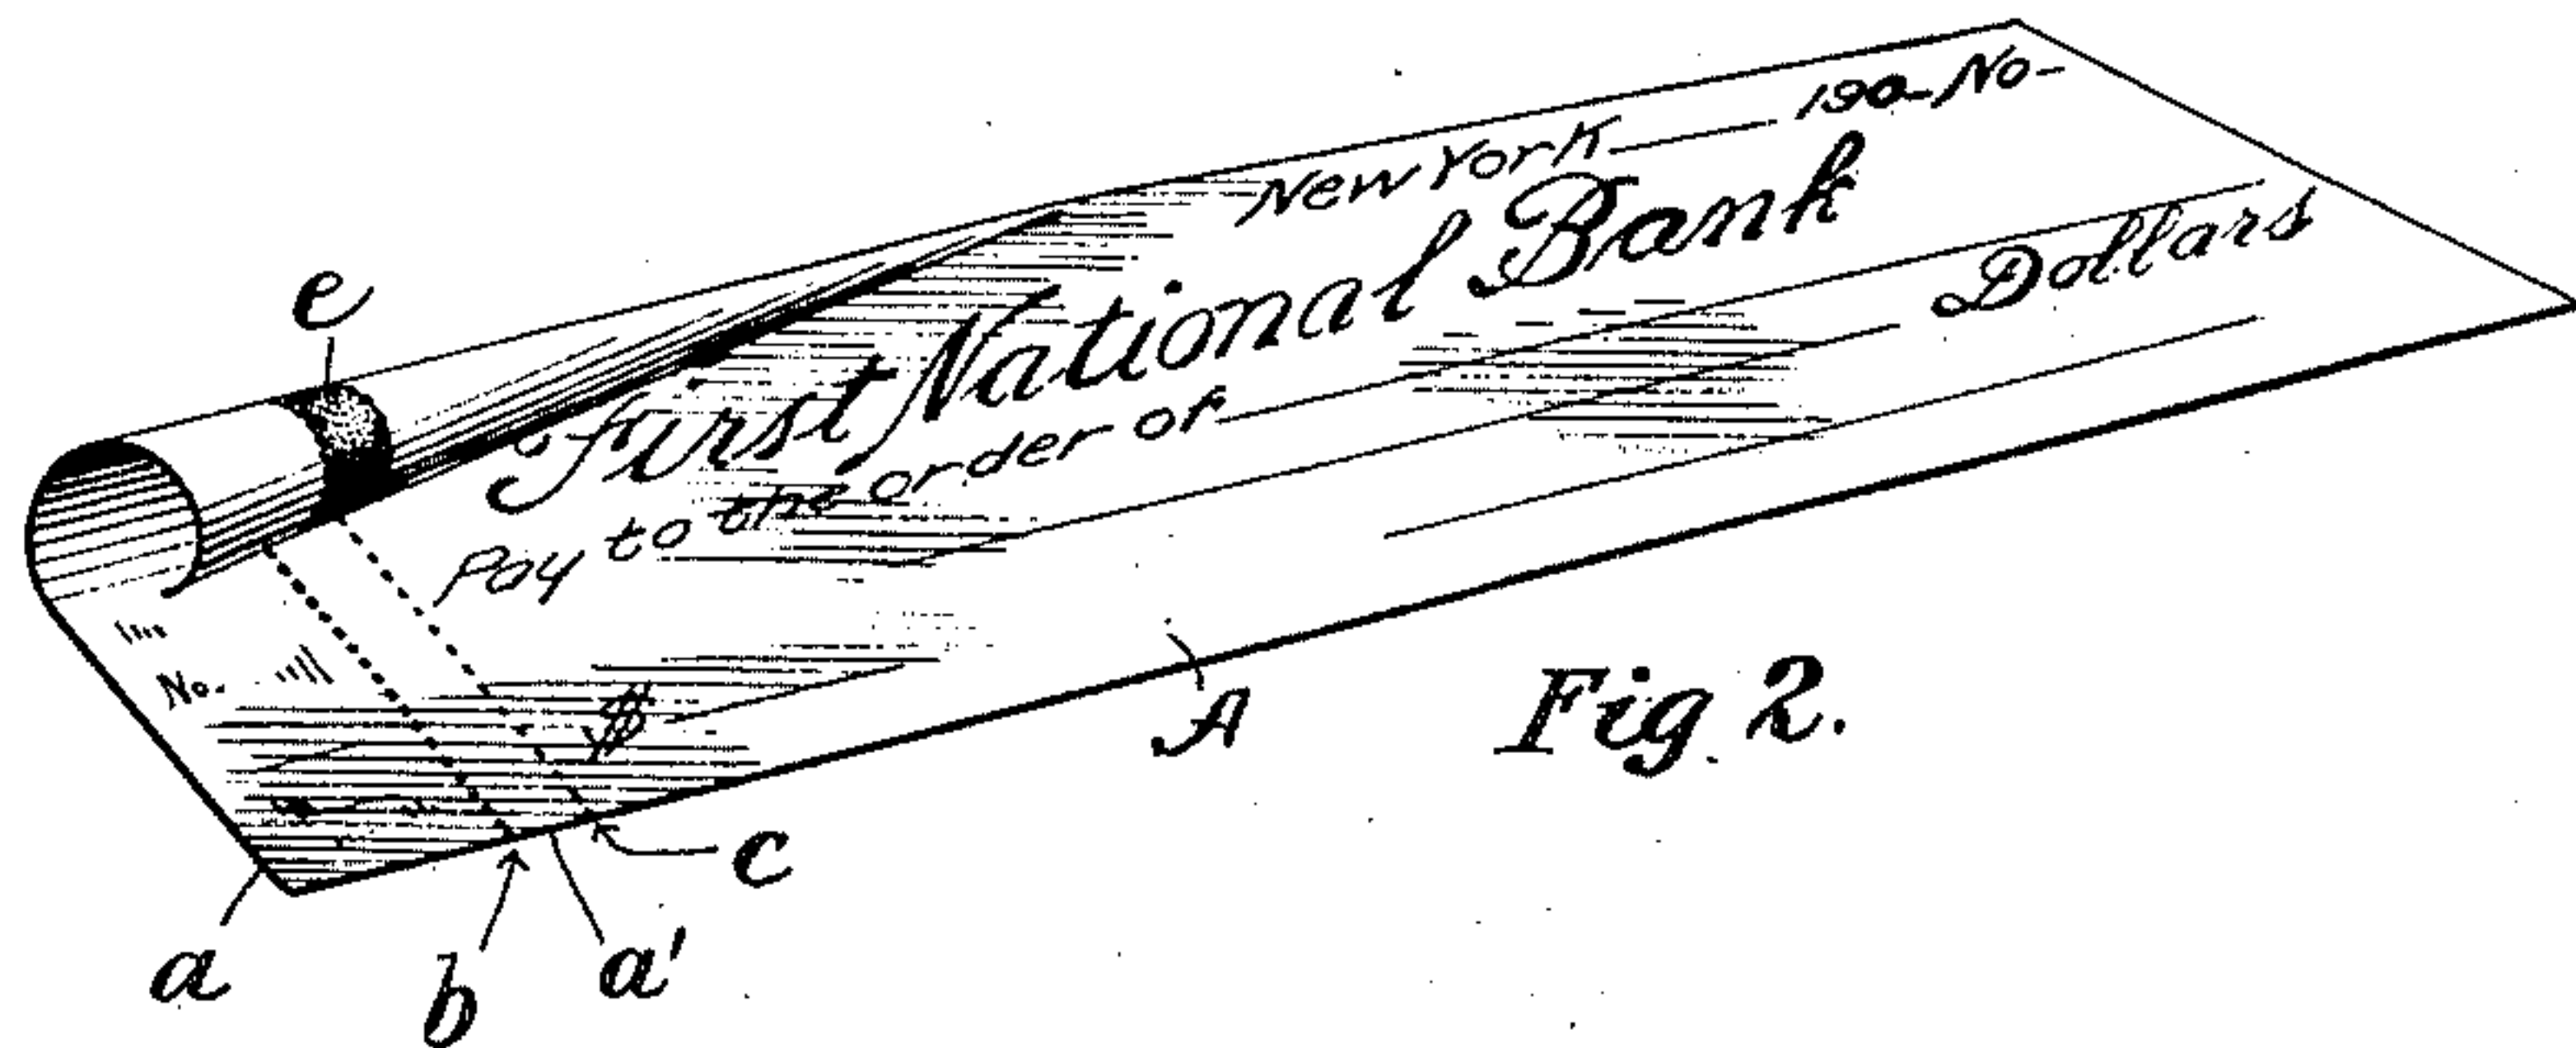 New York 190- No-
First National Bank
Pay to the order of
Dollars
No.
$
e
A
Fig 2.
c
a
b
a'